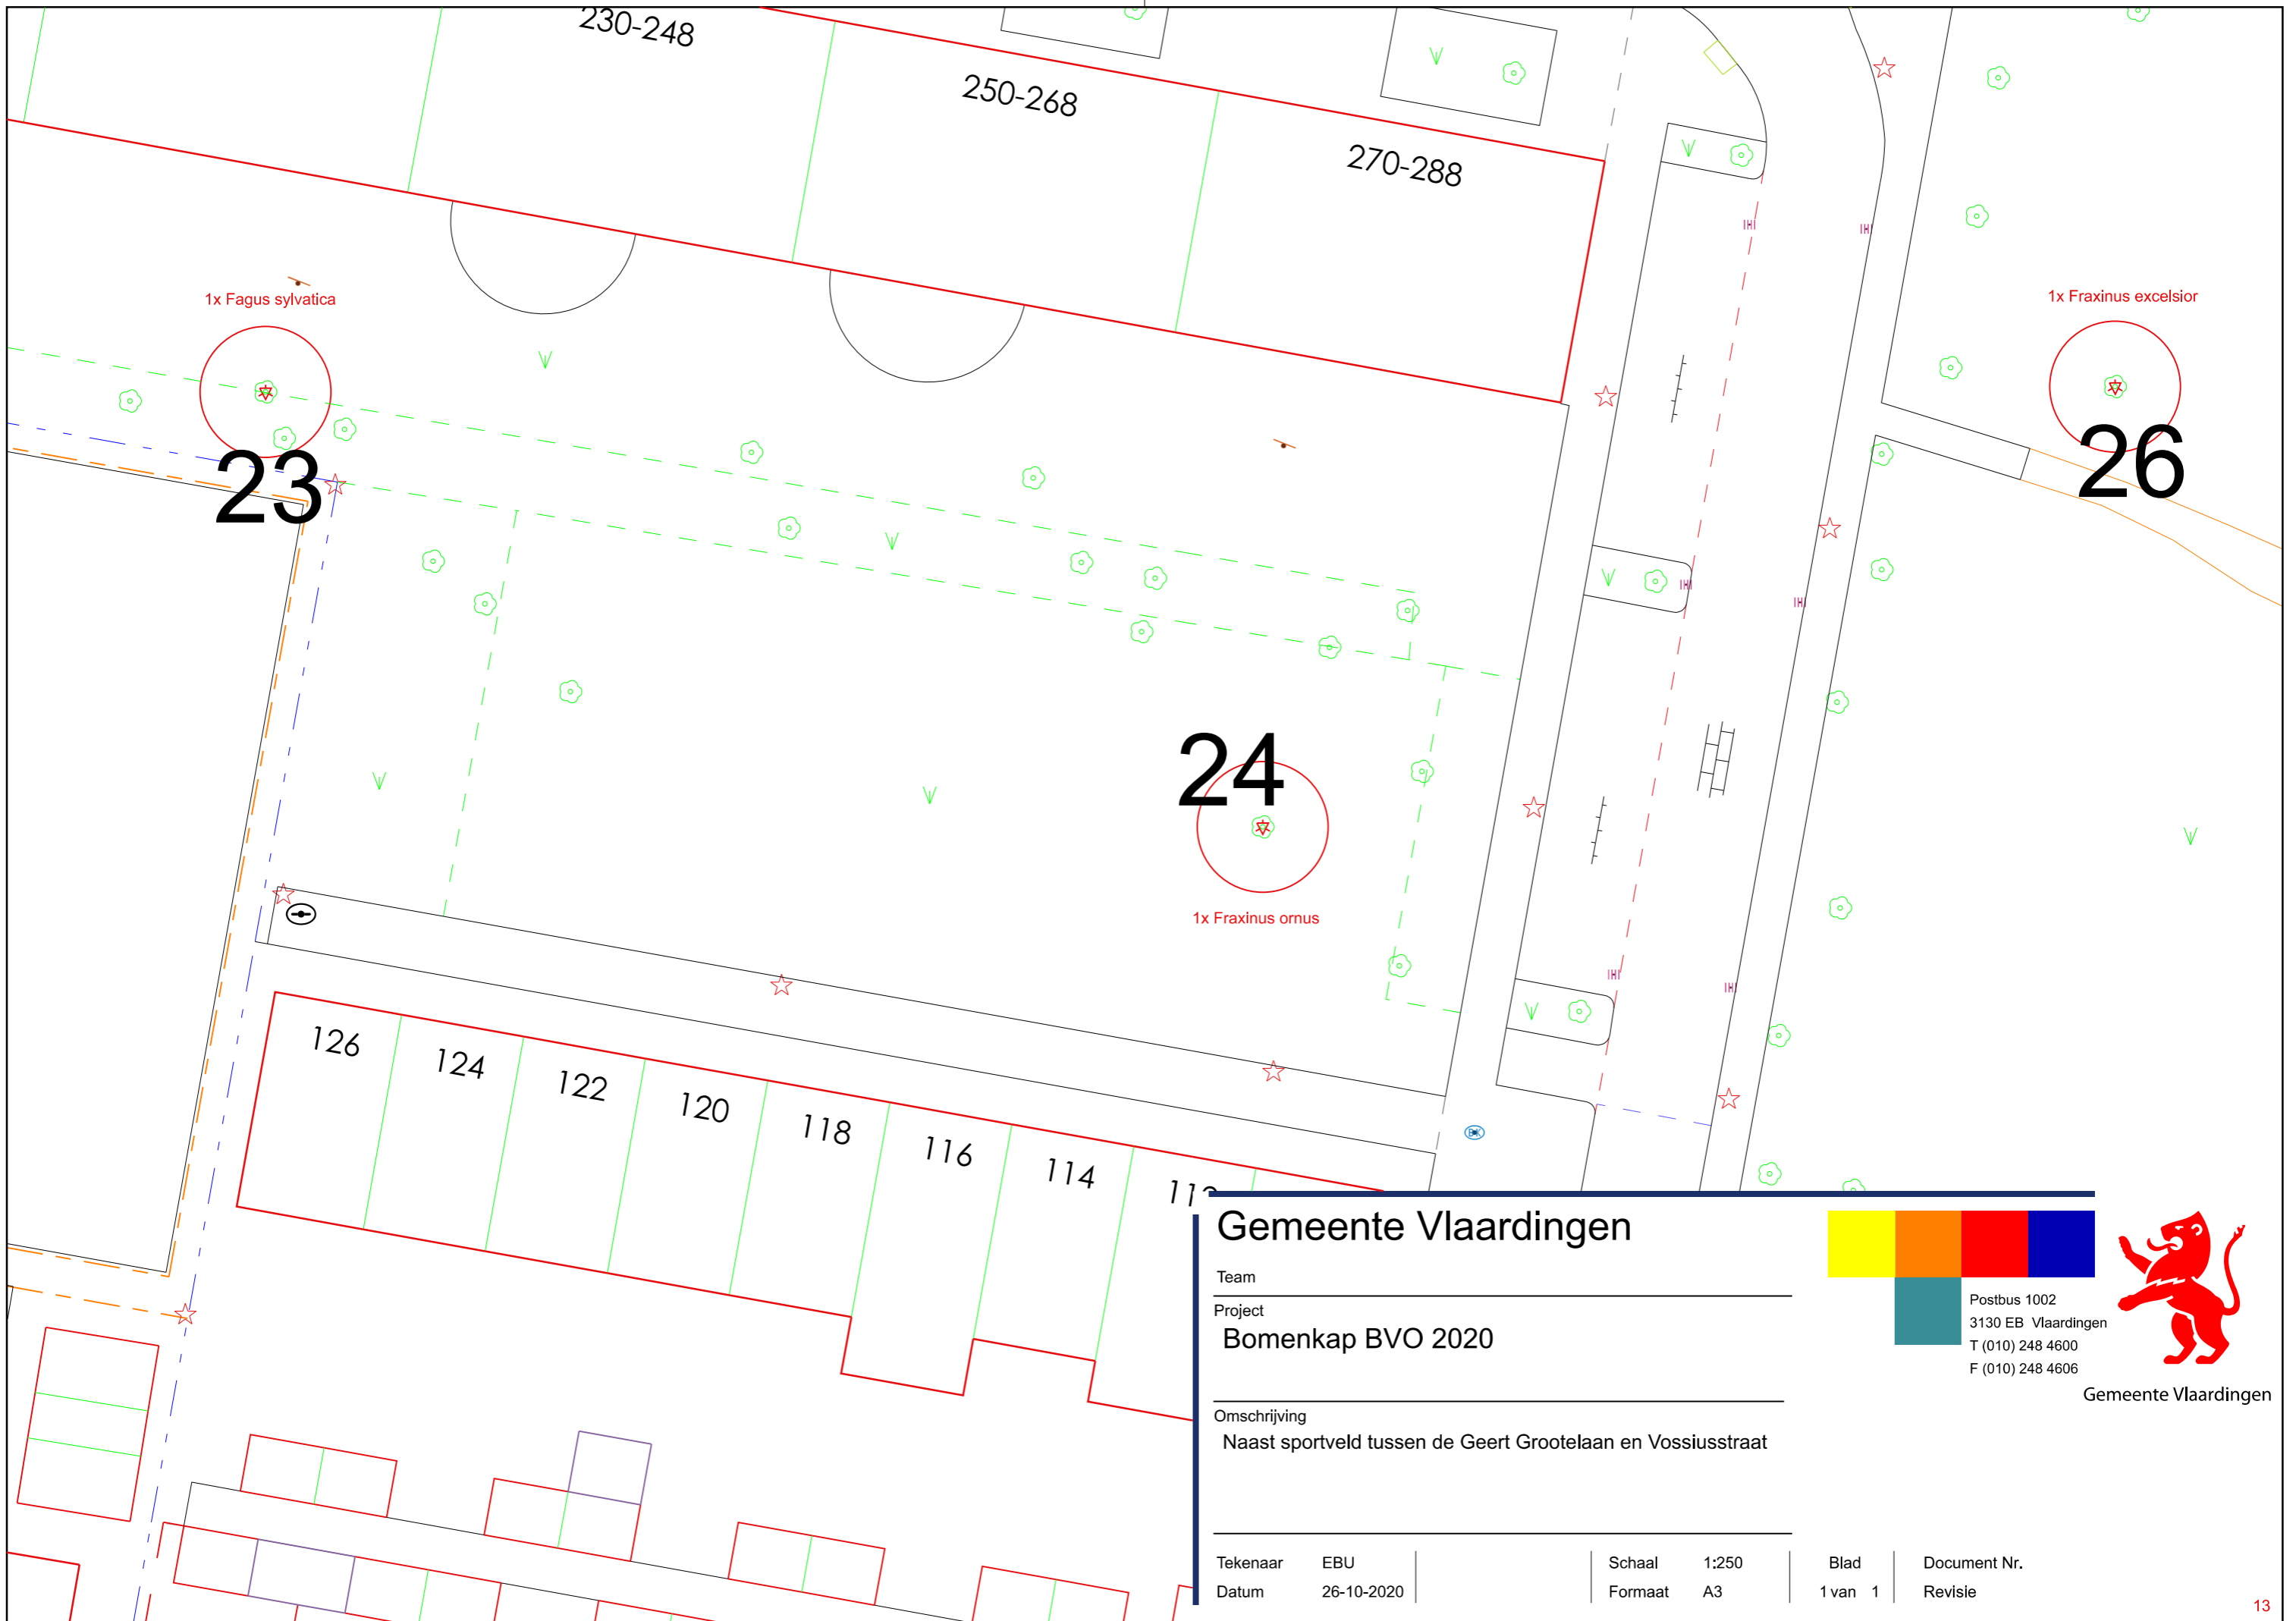 230-248
250-268
270-288
1x Fagus sylvatica
1x Fraxinus excelsior
23
26
24
1x Fraxinus ornus
126
124
122
120
118
116
114
Gemeente Vlaardingen
Team
Project
Bomenkap BVO 2020
Postbus 1002
3130 EB Vlaardingen
T (010) 248 4600
F (010) 248 4606
Gemeente Vlaardingen
Omschrijving
Naast sportveld tussen de Geert Grootelaan en Vossiusstraat
Tekenaar EBU Schaal 1:250 Blad Document Nr.
Datum 26-10-2020 Formaat A3 1 van 1 Revisie
13